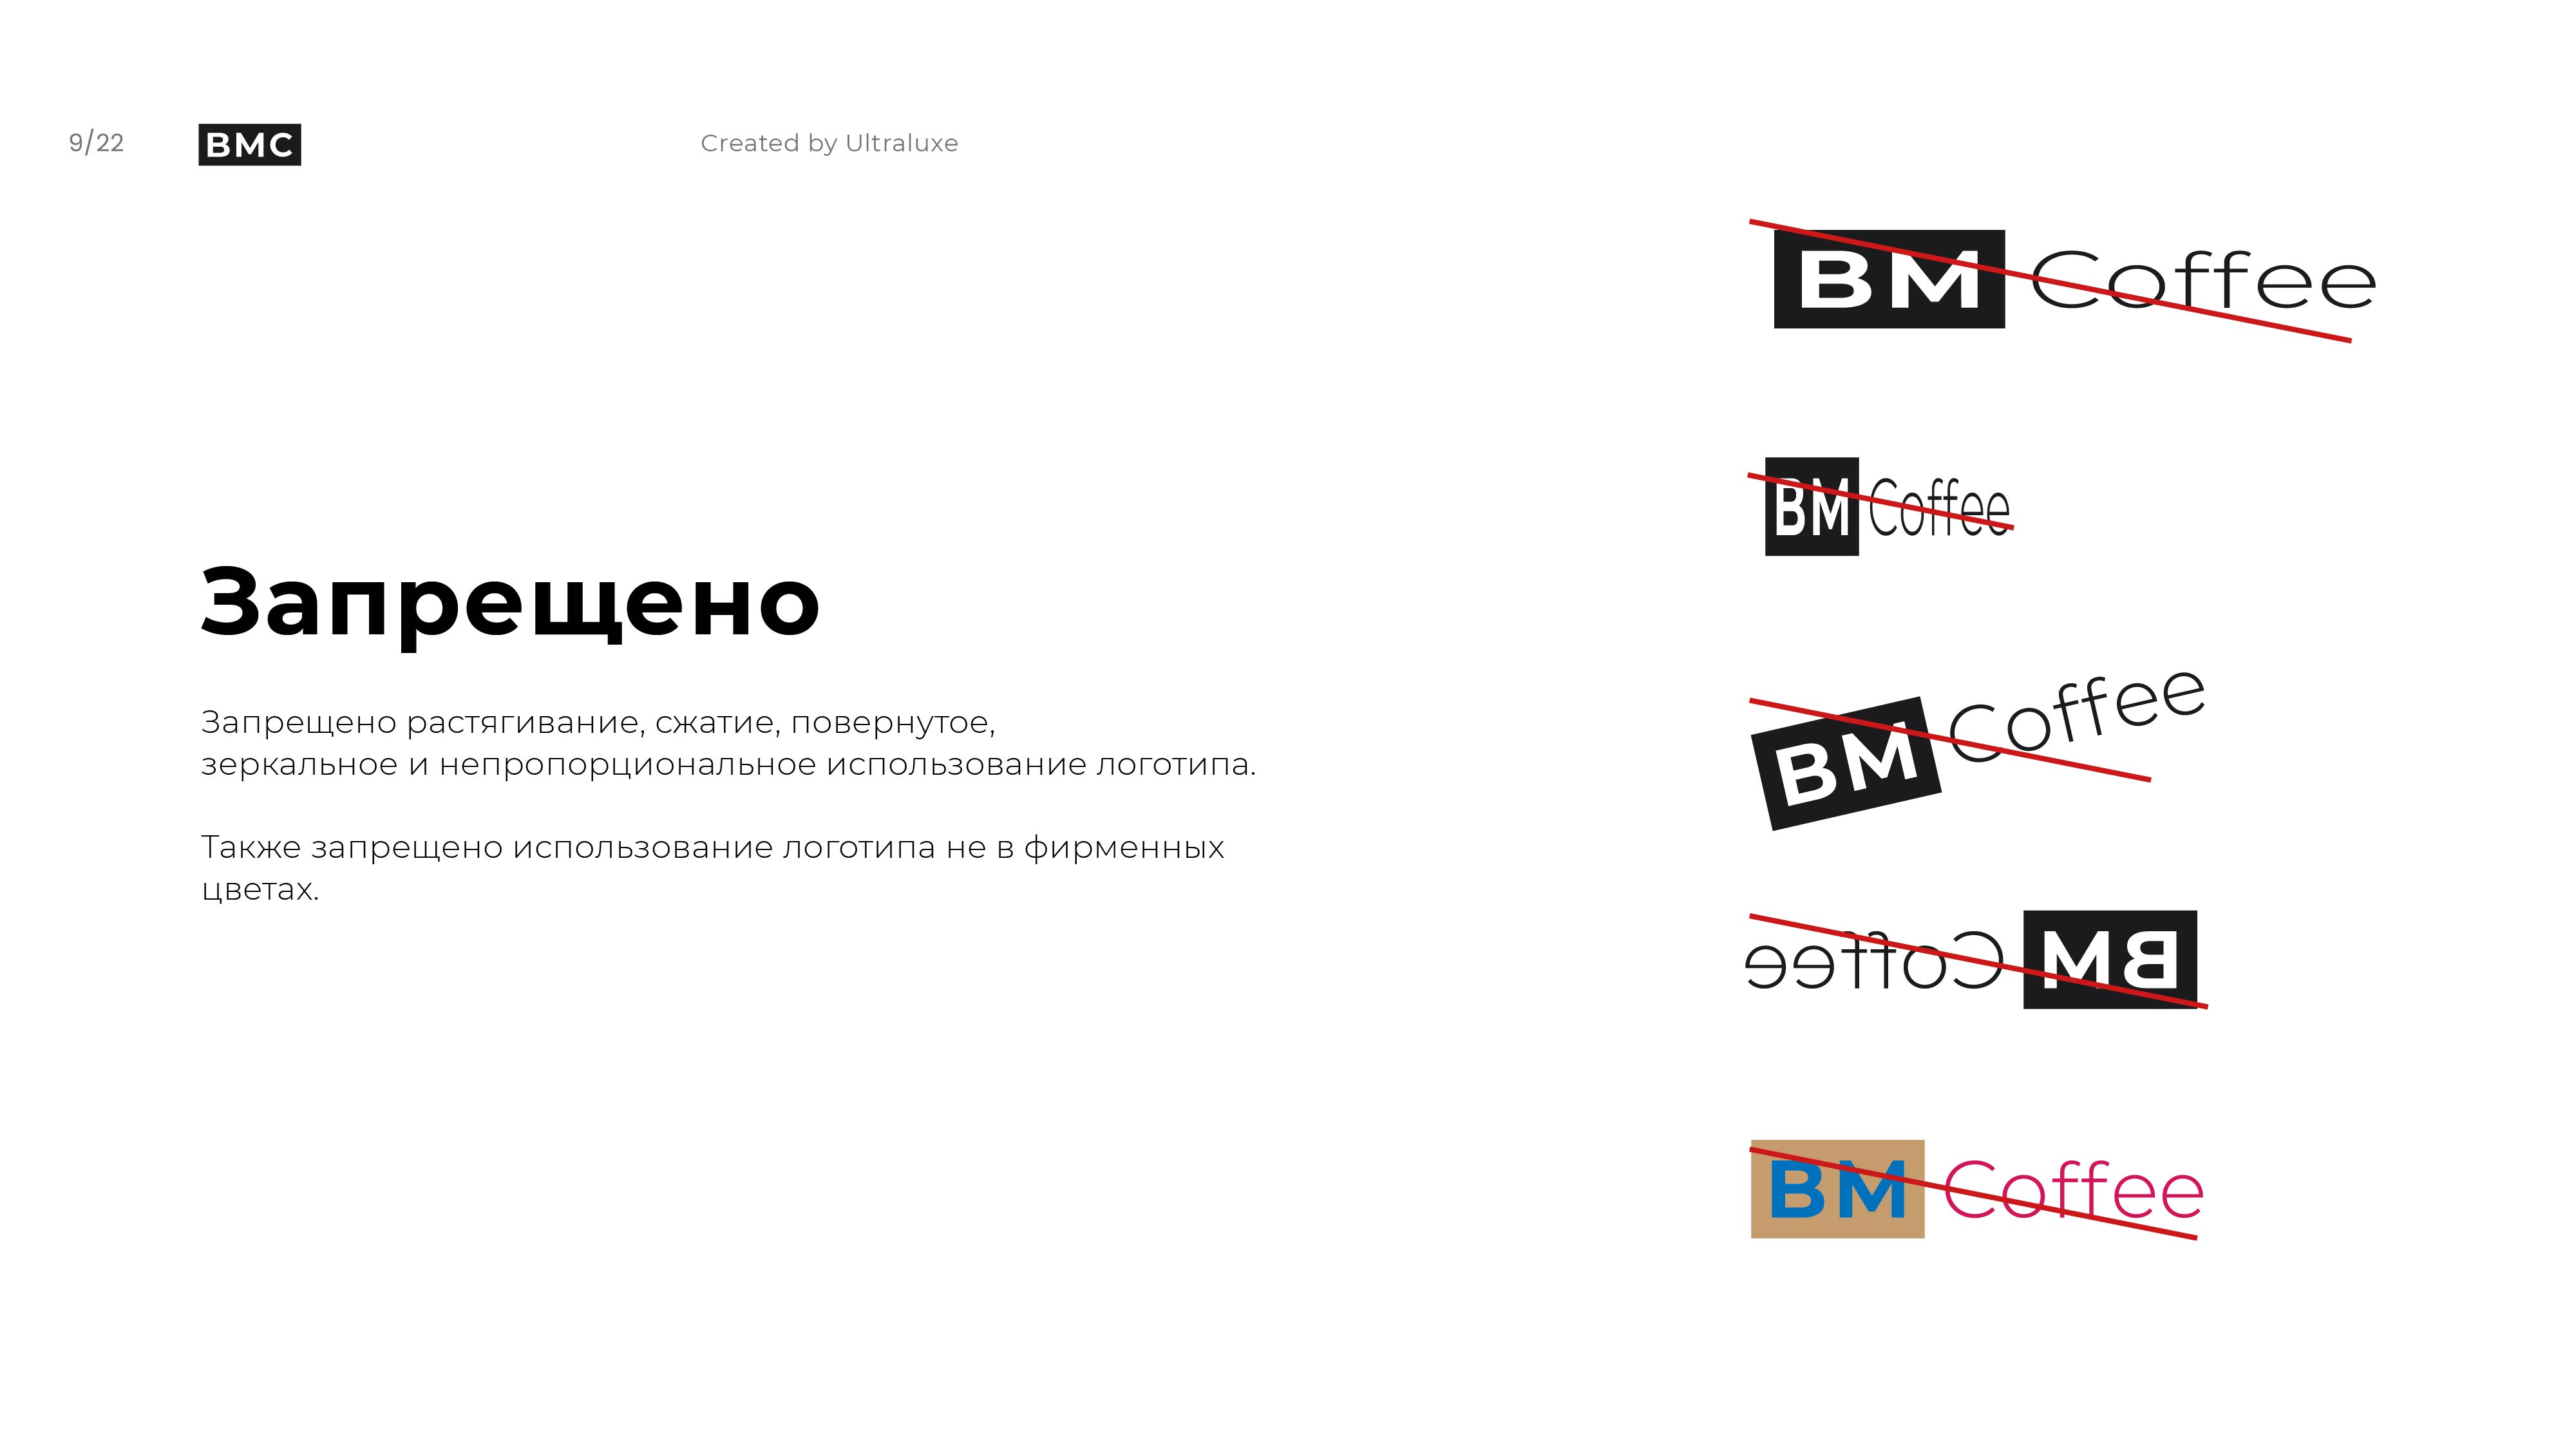 9/22
BMC
Created by Ultraluxe
Запрещено
Запрещено растягивание, сжатие, повернутое,
зеркальное и непропорциональное использование логотипа.
Также запрещено использование логотипа не в фирменных
цветах.
BM Coffee
BM Coffee
BM Coffee
BM Coffee
BM Coffee